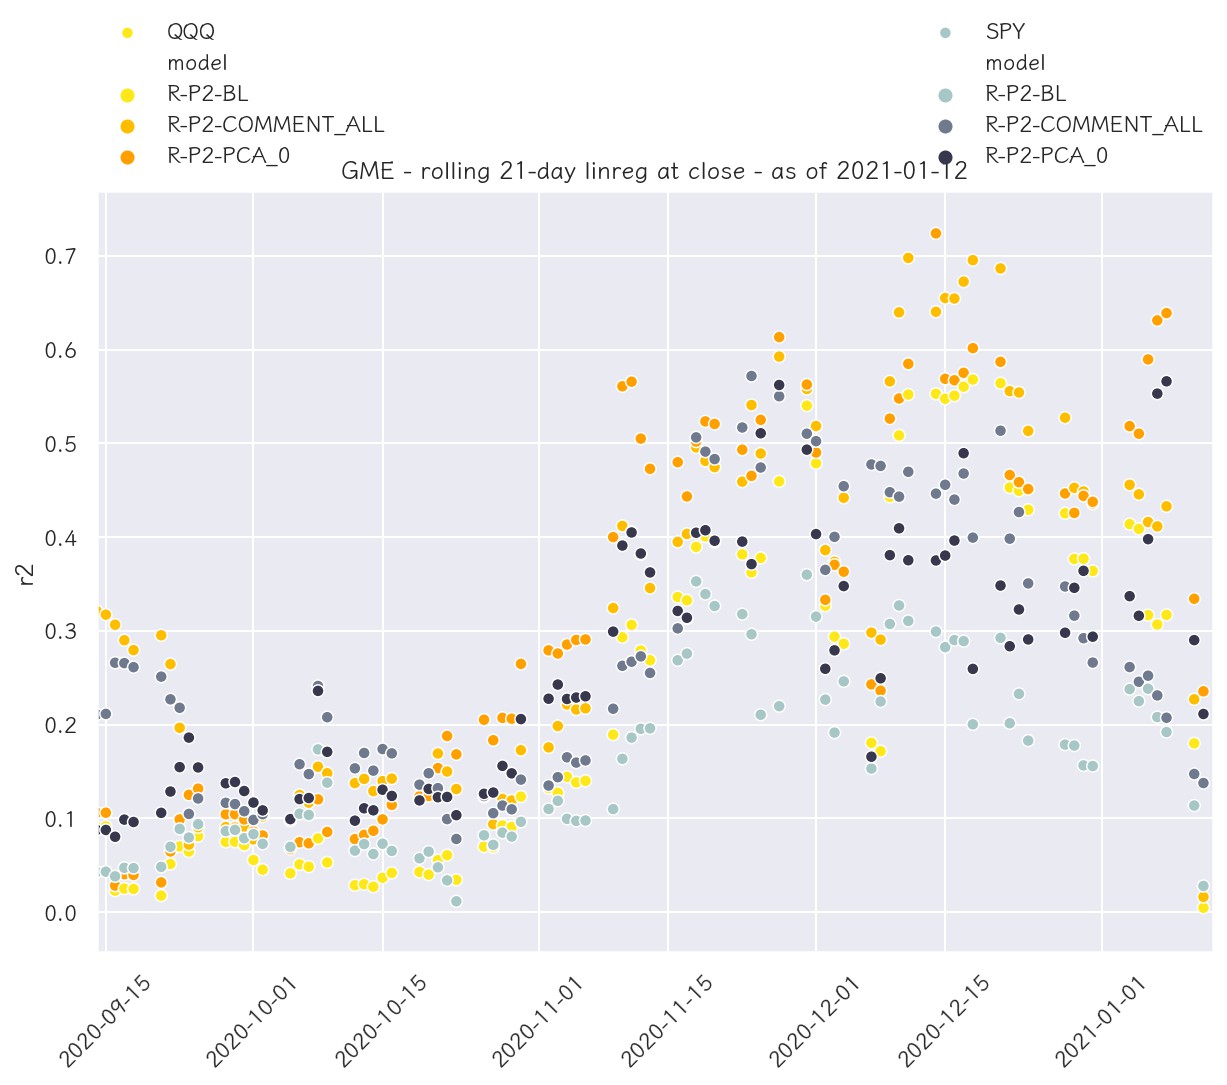 QQQ
model
R-P2-BL
R-P2-COMMENT_ALL
R-P2-PCA_0
SPY
model
R-P2-BL
R-P2-COMMENT_ALL
R-P2-PCA_0
GME - rolling 21-day linreg at close - as of 2021-01-12
0.7
0.6
0.5
0.4
0.3
0.2
0.1
0.0
r2
2020-09-15
2020-10-01
2020-10-15
2020-11-01
2020-11-15
2020-12-01
2020-12-15
2021-01-01